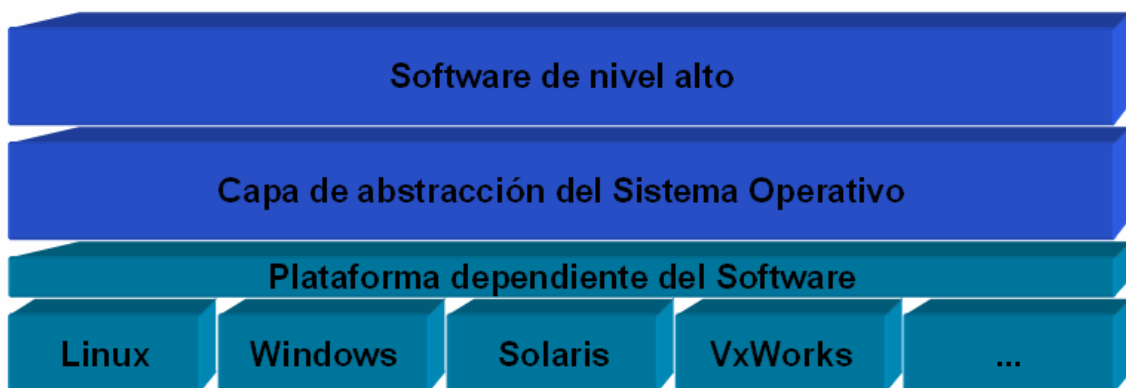 Software de nivel alto
Capa de abstracción del Sistema Operativo
Plataforma dependiente del Software
Linux Windows Solaris VxWorks ...